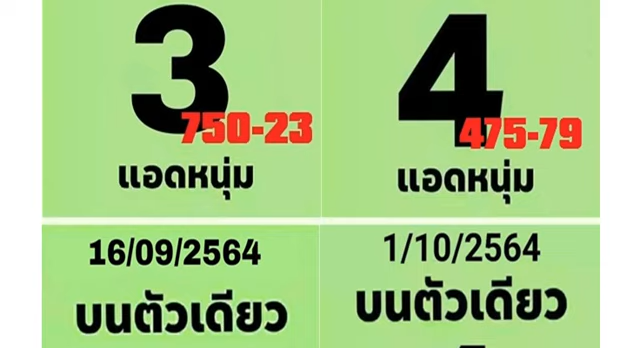 3
750-23
แอดหนุ่ม
4
475-79
แอดหนุ่ม
16/09/2564
บนตัวเดียว
1/10/2564
บนตัวเดียว